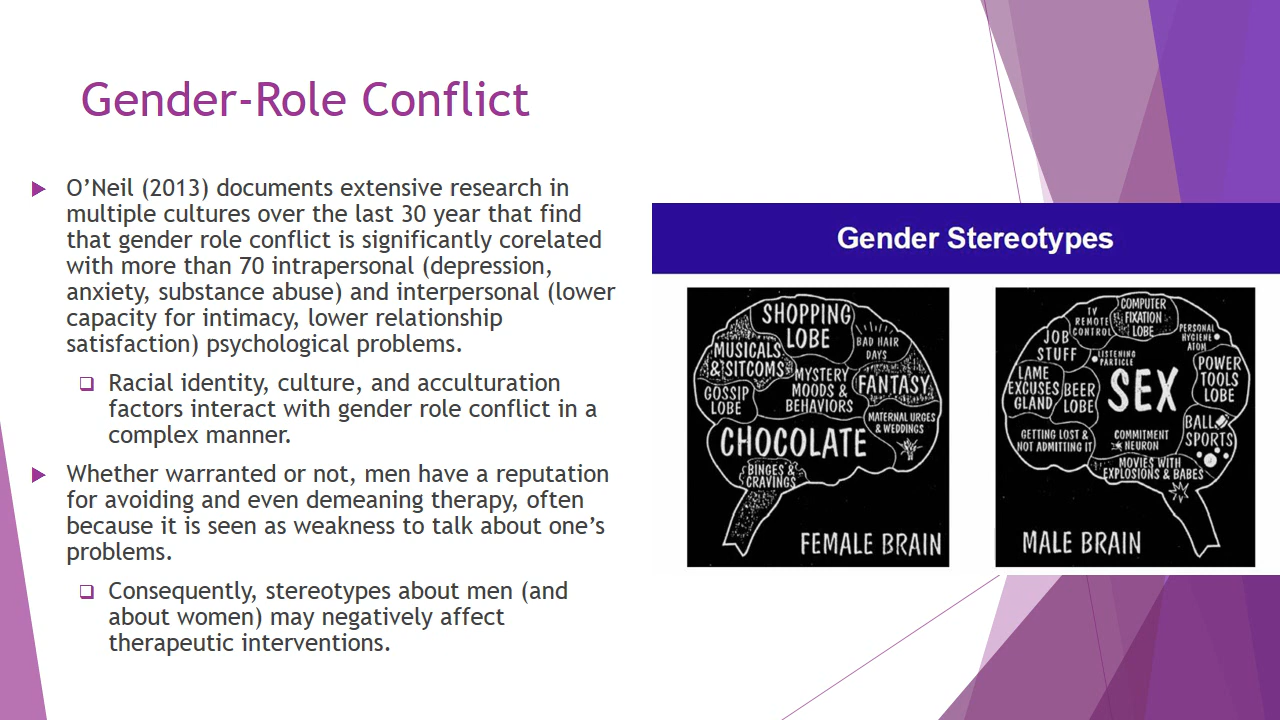 Gender-Role Conflict
O’Neil (2013) documents extensive research in
multiple cultures over the last 30 year that find
that gender role conflict is significantly corelated
with more than 70 intrapersonal (depression,
anxiety, substance abuse) and interpersonal (lower
capacity for intimacy, lower relationship
satisfaction) psychological problems.
Racial identity, culture, and acculturation
factors interact with gender role conflict in a
complex manner.
Whether warranted or not, men have a reputation
for avoiding and even demeaning therapy, often
because it is seen as weakness to talk about one’s
problems.
Consequently, stereotypes about men (and
about women) may negatively affect
therapeutic interventions.
Gender Stereotypes
SHOPPING
LOBE
BAD HAIR
DAYS
MUSICALS
& SITCOMS
MYSTERY
MOODS &
BEHAVIORS
FANTASY
GOSSIP
LOBE
MATERNAL URGES
& WEDDINGS
CHOCOLATE
BINGES &
CRAVINGS
FEMALE BRAIN
COMPUTER
FIXATION
LOBE
TV
REMOTE
CONTROL
PERSONAL
HYGIENE
ATOM
JOB
STUFF
LISTENING
PARTICLE
POWER
TOOLS
LOBE
LAME
EXCUSES
GLAND
BEER
LOBE
SEX
BALL
SPORTS
GETTING LOST &
NOT ADMITTING IT
COMMITMENT
NEURON
MOVIES WITH
EXPLOSIONS & BABES
MALE BRAIN